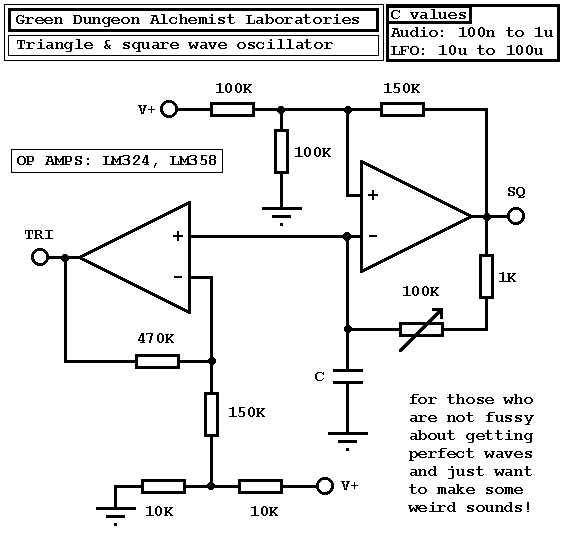 Green Dungeon Alchemist Laboratories
Triangle & square wave oscillator
C values
Audio: 100n to 1u
LFO: 10u to 100u
100K
150K
V+
100K
OP AMPS: LM324, LM358
+
SQ
TRI
+
-
-
1K
100K
470K
C
150K
for those who
are not fussy
about getting
perfect waves
and just want
to make some
weird sounds!
V+
10K
10K